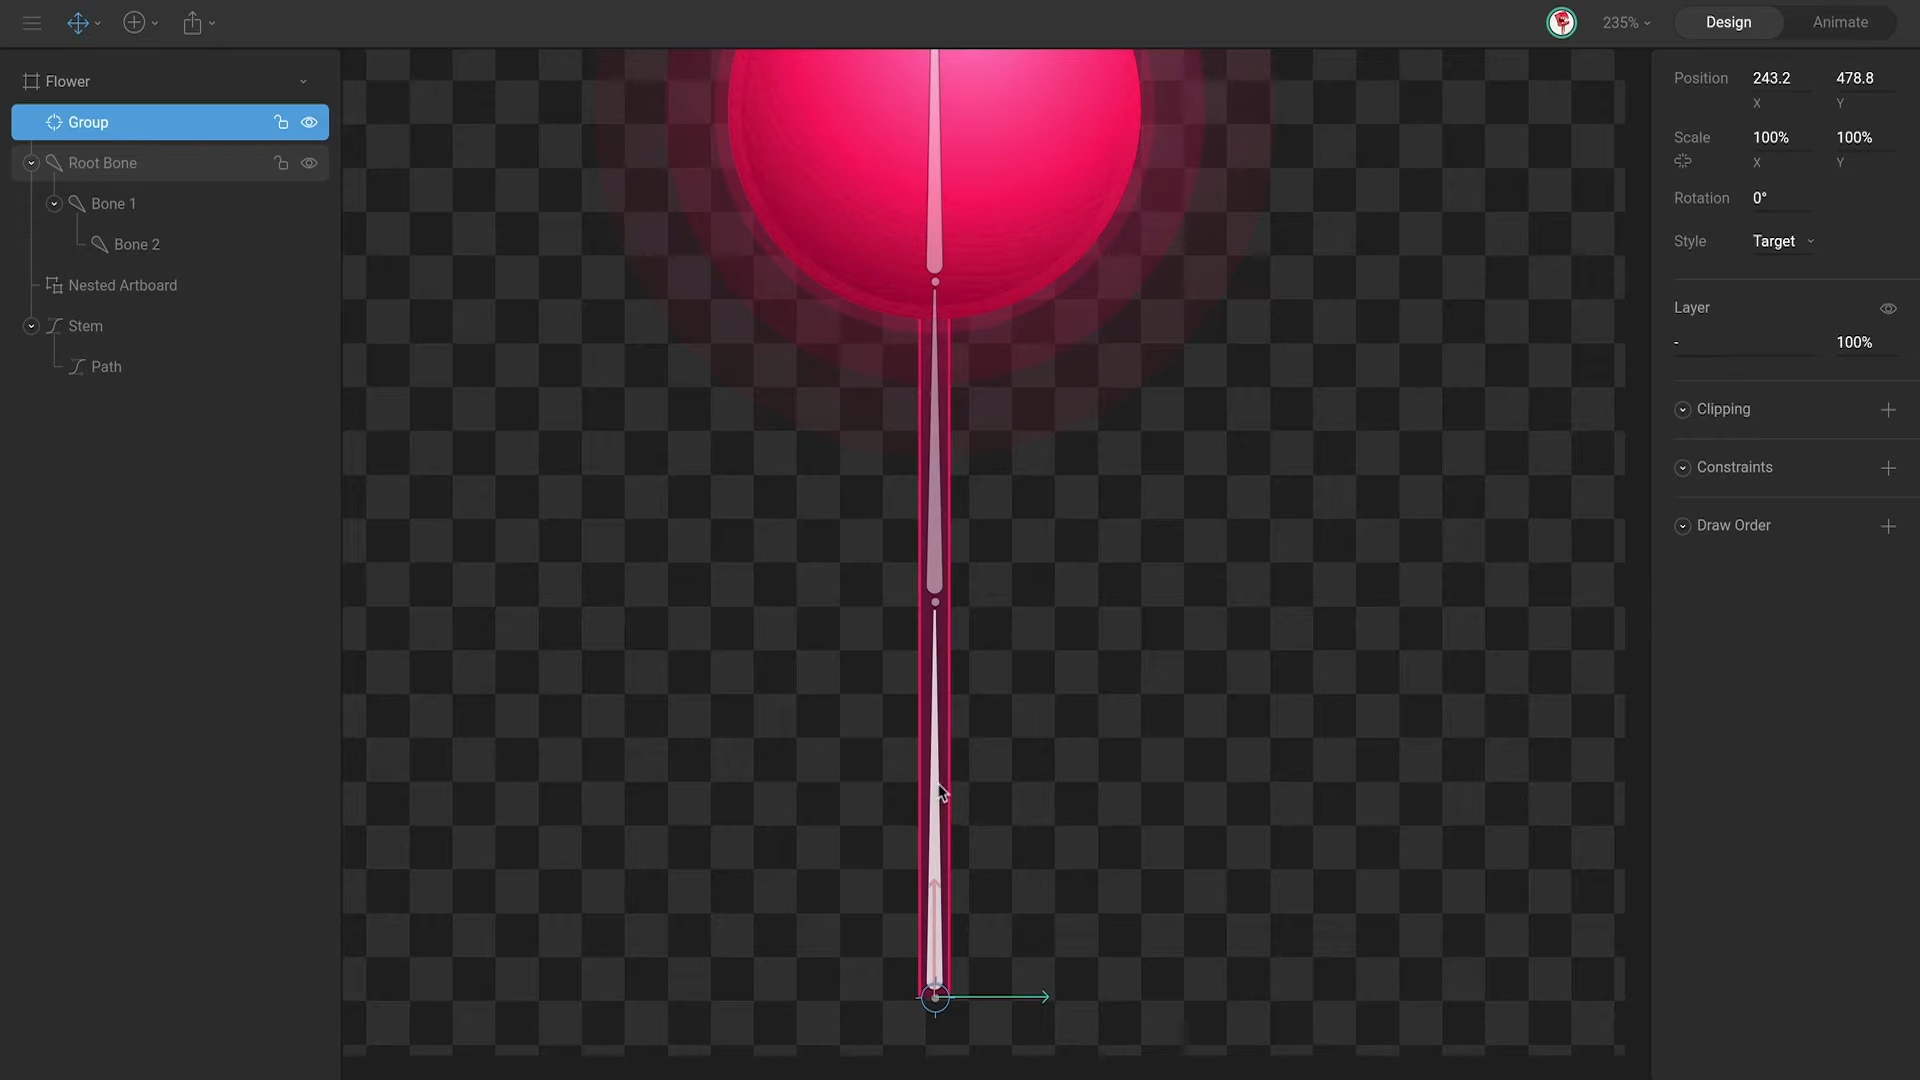 235%
Design
Animate
Flower
Group
Root Bone
Bone 1
Bone 2
Nested Artboard
Stem
Path
Position 243.2 478.8
X Y
Scale 100% 100%
X Y
Rotation 0°
Style Target
Layer
- 100%
Clipping
Constraints
Draw Order